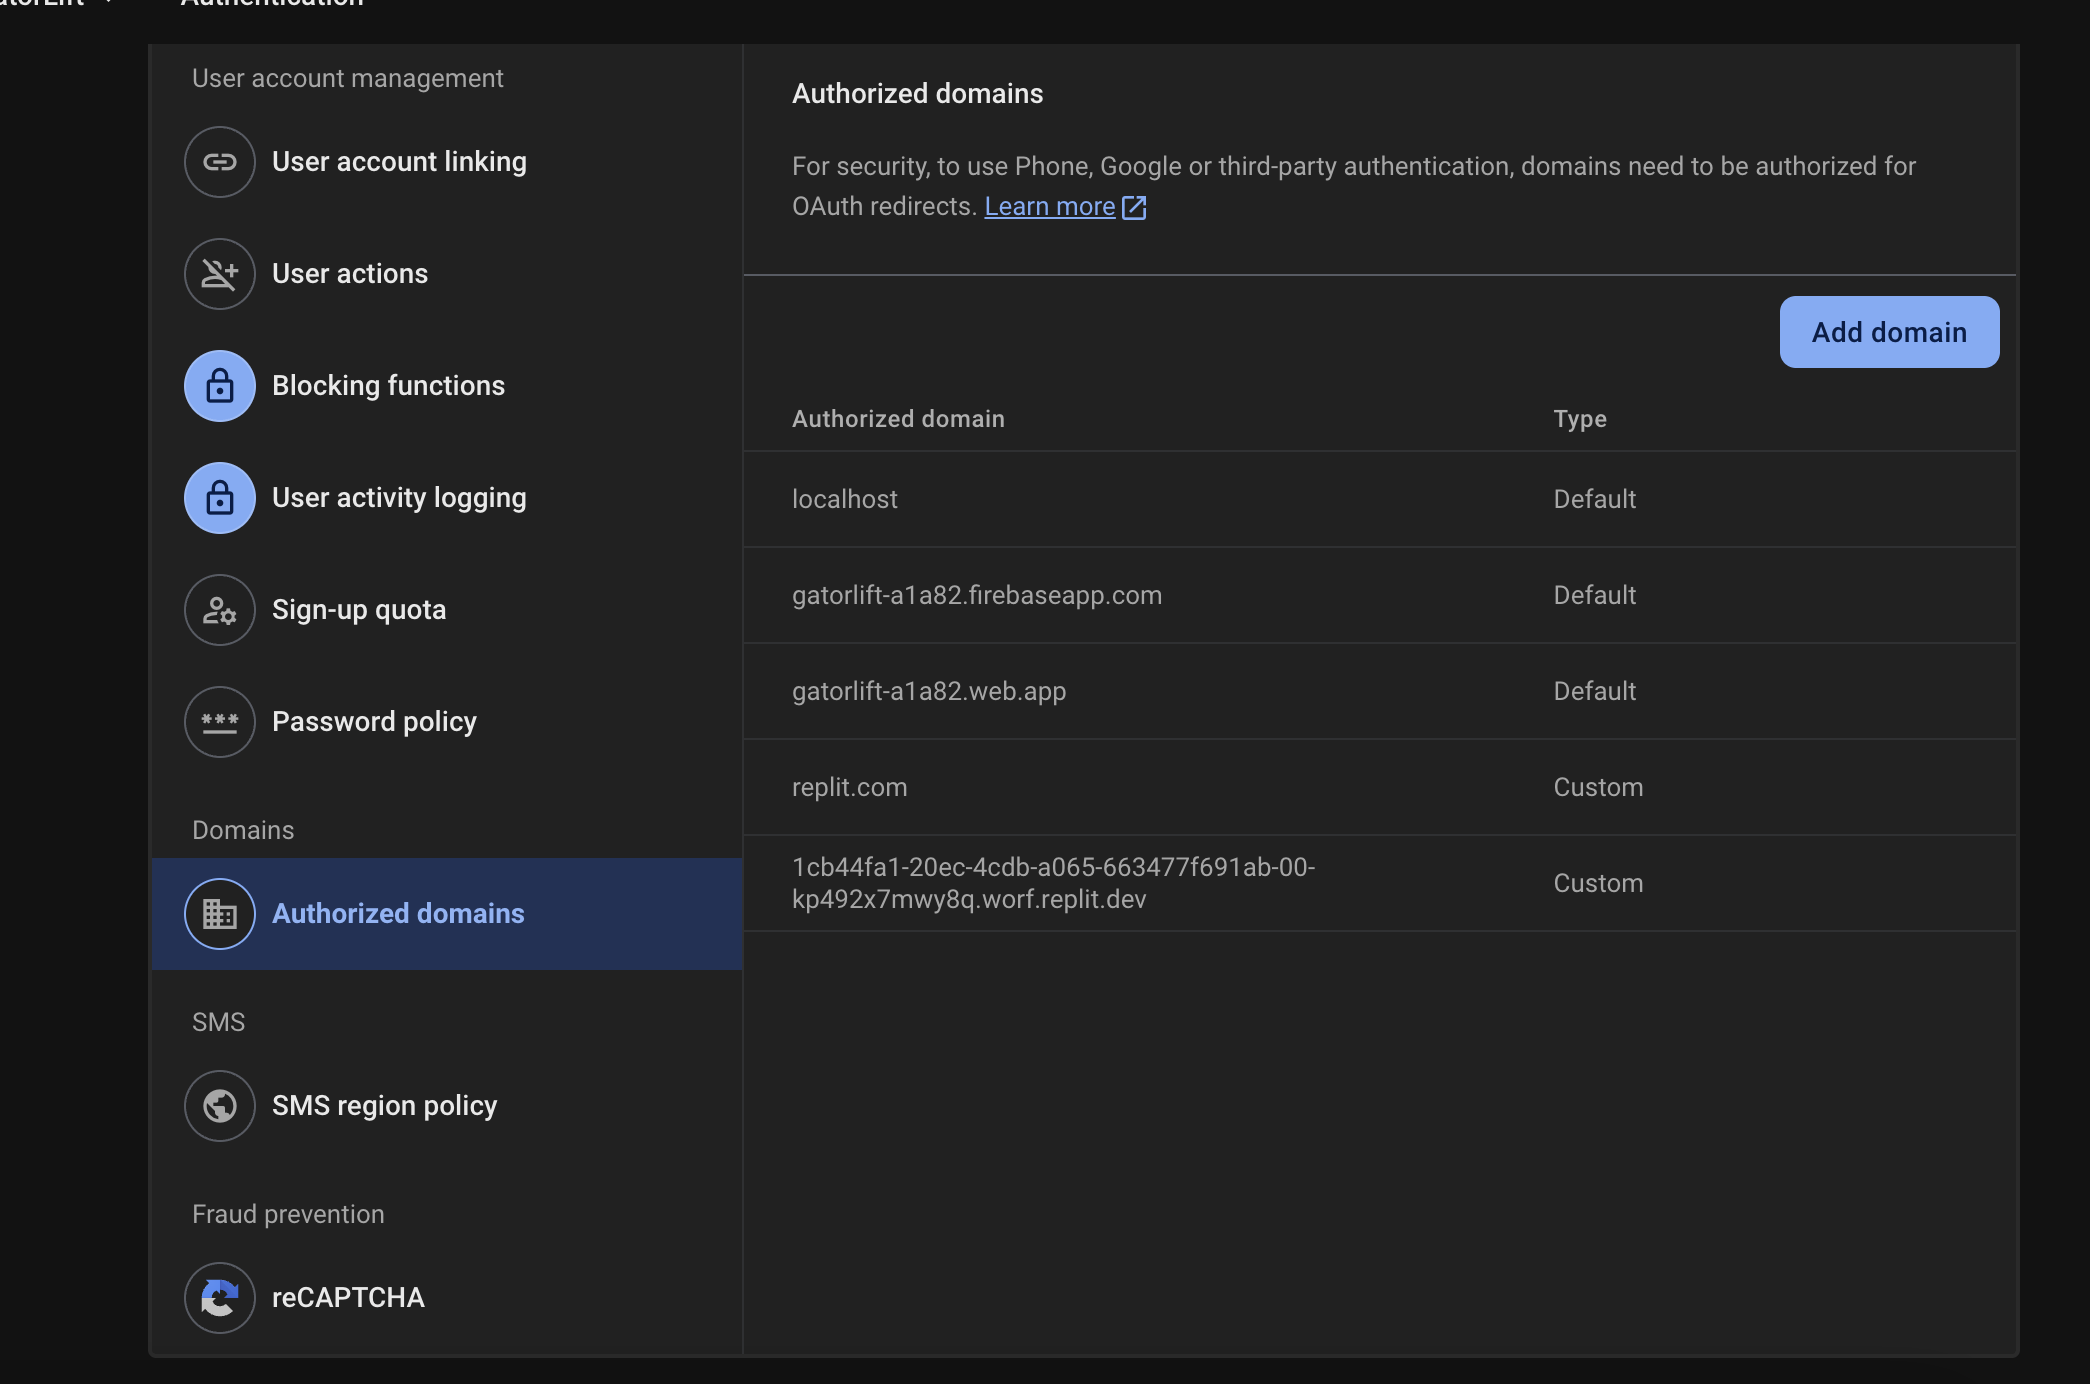 Authentication
User account management
User account linking
User actions
Blocking functions
User activity logging
Sign-up quota
Password policy
Domains
Authorized domains
SMS
SMS region policy
Fraud prevention
reCAPTCHA
Authorized domains
For security, to use Phone, Google or third-party authentication, domains need to be authorized for
OAuth redirects. Learn more
Add domain
Authorized domain Type
localhost Default
gatorlift-a1a82.firebaseapp.com Default
gatorlift-a1a82.web.app Default
replit.com Custom
1cb44fa1-20ec-4cdb-a065-663477f691ab-00-
kp492x7mwy8q.worf.replit.dev Custom